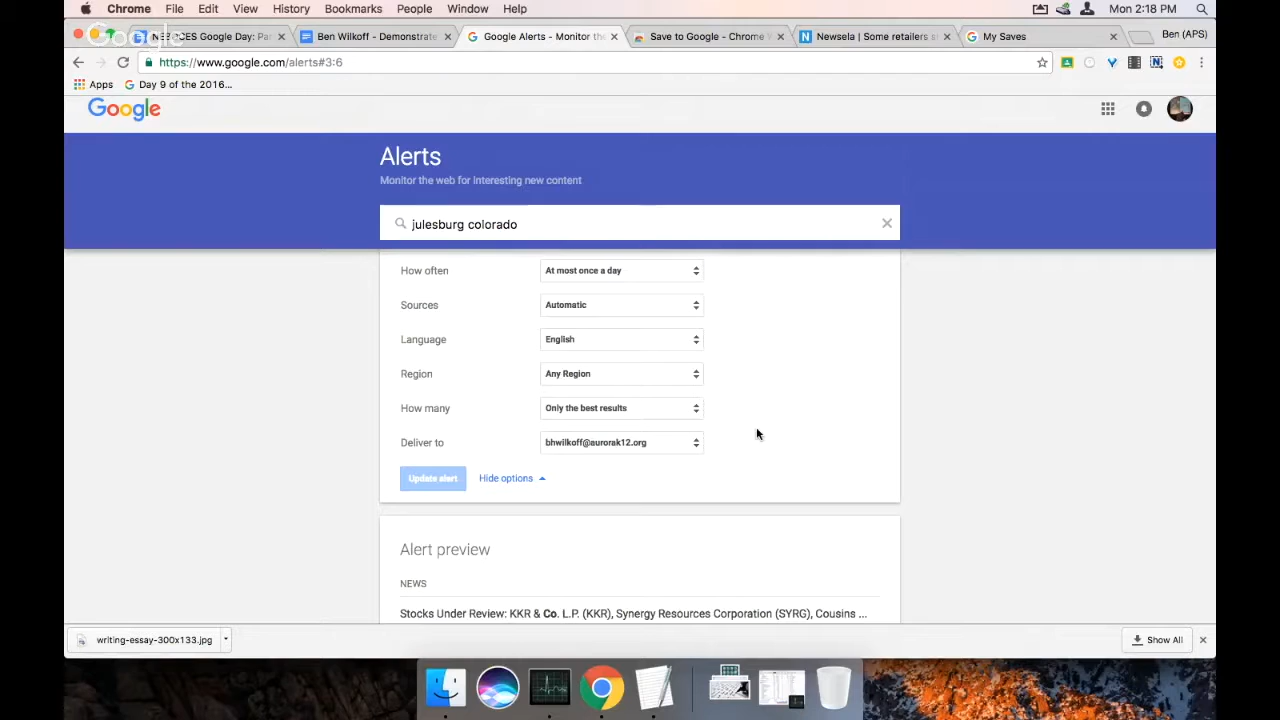 Chrome File Edit View History Bookmarks People Window Help Mon 2:18 PM
Google
Google Day: Par
Ben Wilkoff - Demonstrate
Google Alerts - Monitor the
Save to Google - Chrome
Newsela | Some retailers s
My Saves
Ben (APS)
https://www.google.com/alerts#3:6
Apps Day 9 of the 2016...
Google
Alerts
Monitor the web for interesting new content
julesburg colorado
How often At most once a day
Sources Automatic
Language English
Region Any Region
How many Only the best results
Deliver to bhwilkoff@aurorak12.org
Update alert Hide options
Alert preview
NEWS
Stocks Under Review: KKR & Co. L.P. (KKR), Synergy Resources Corporation (SYRG), Cousins ...
writing-essay-300x133.jpg Show All